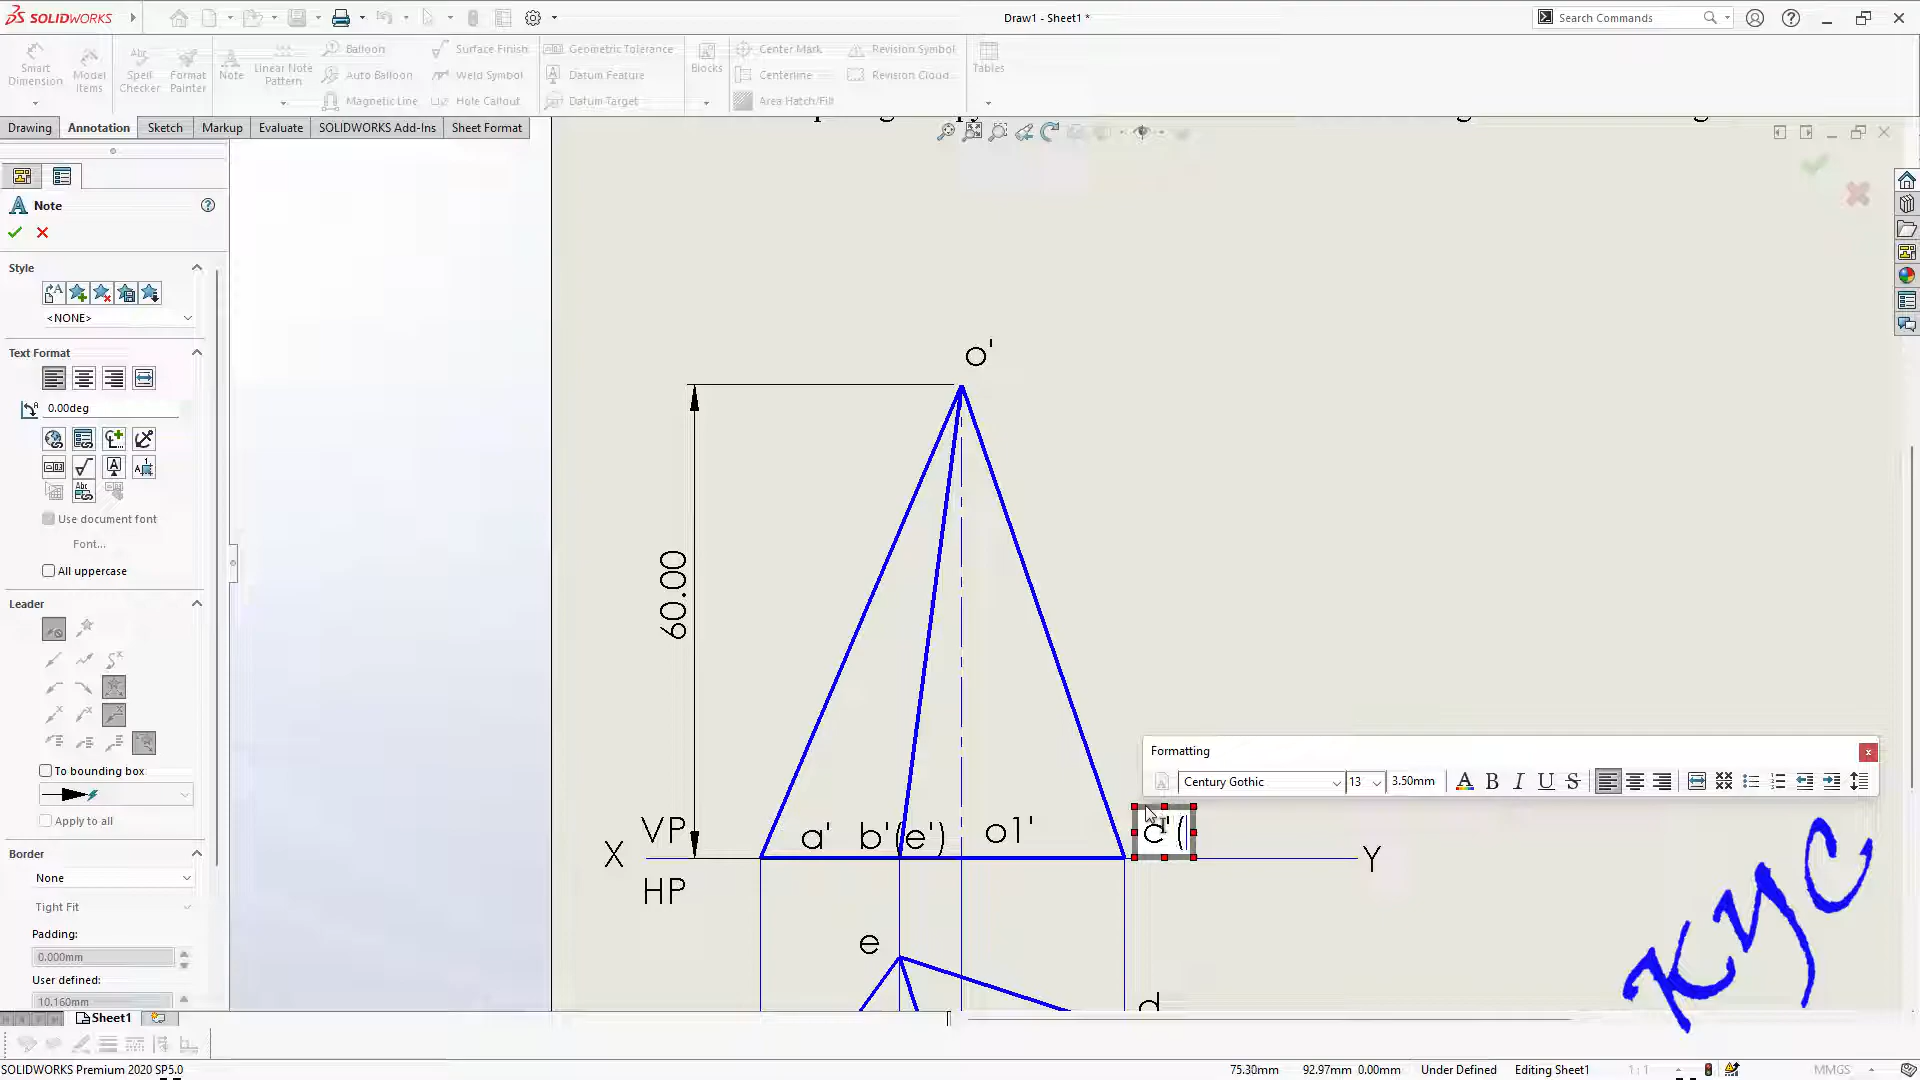 SOLIDWORKS
Draw1 - Sheet1 *
Search Commands
Smart Dimension
Model Items
Spell Checker
Format Painter
Note
Linear Note Pattern
Balloon
Auto Balloon
Magnetic Line
Surface Finish
Weld Symbol
Hole Callout
Geometric Tolerance
Datum Feature
Datum Target
Blocks
Center Mark
Centerline
Area Hatch/Fill
Revision Symbol
Revision Cloud
Tables
Drawing
Annotation
Sketch
Markup
Evaluate
SOLIDWORKS Add-Ins
Sheet Format
Note
Style
<NONE>
Text Format
0.00deg
Use document font
Font...
All uppercase
Leader
To bounding box
Apply to all
Border
None
Tight Fit
Padding:
0.000mm
User defined:
10.160mm
o'
60.00
Formatting
Century Gothic
13
3.50mm
B I U S
X
VP
HP
a'
b'(e')
o1'
c'(
Y
e
d
kyc
Sheet1
SOLIDWORKS Premium 2020 SP5.0
75.30mm
92.97mm
0.00mm
Under Defined
Editing Sheet1
1 : 1
MMGS